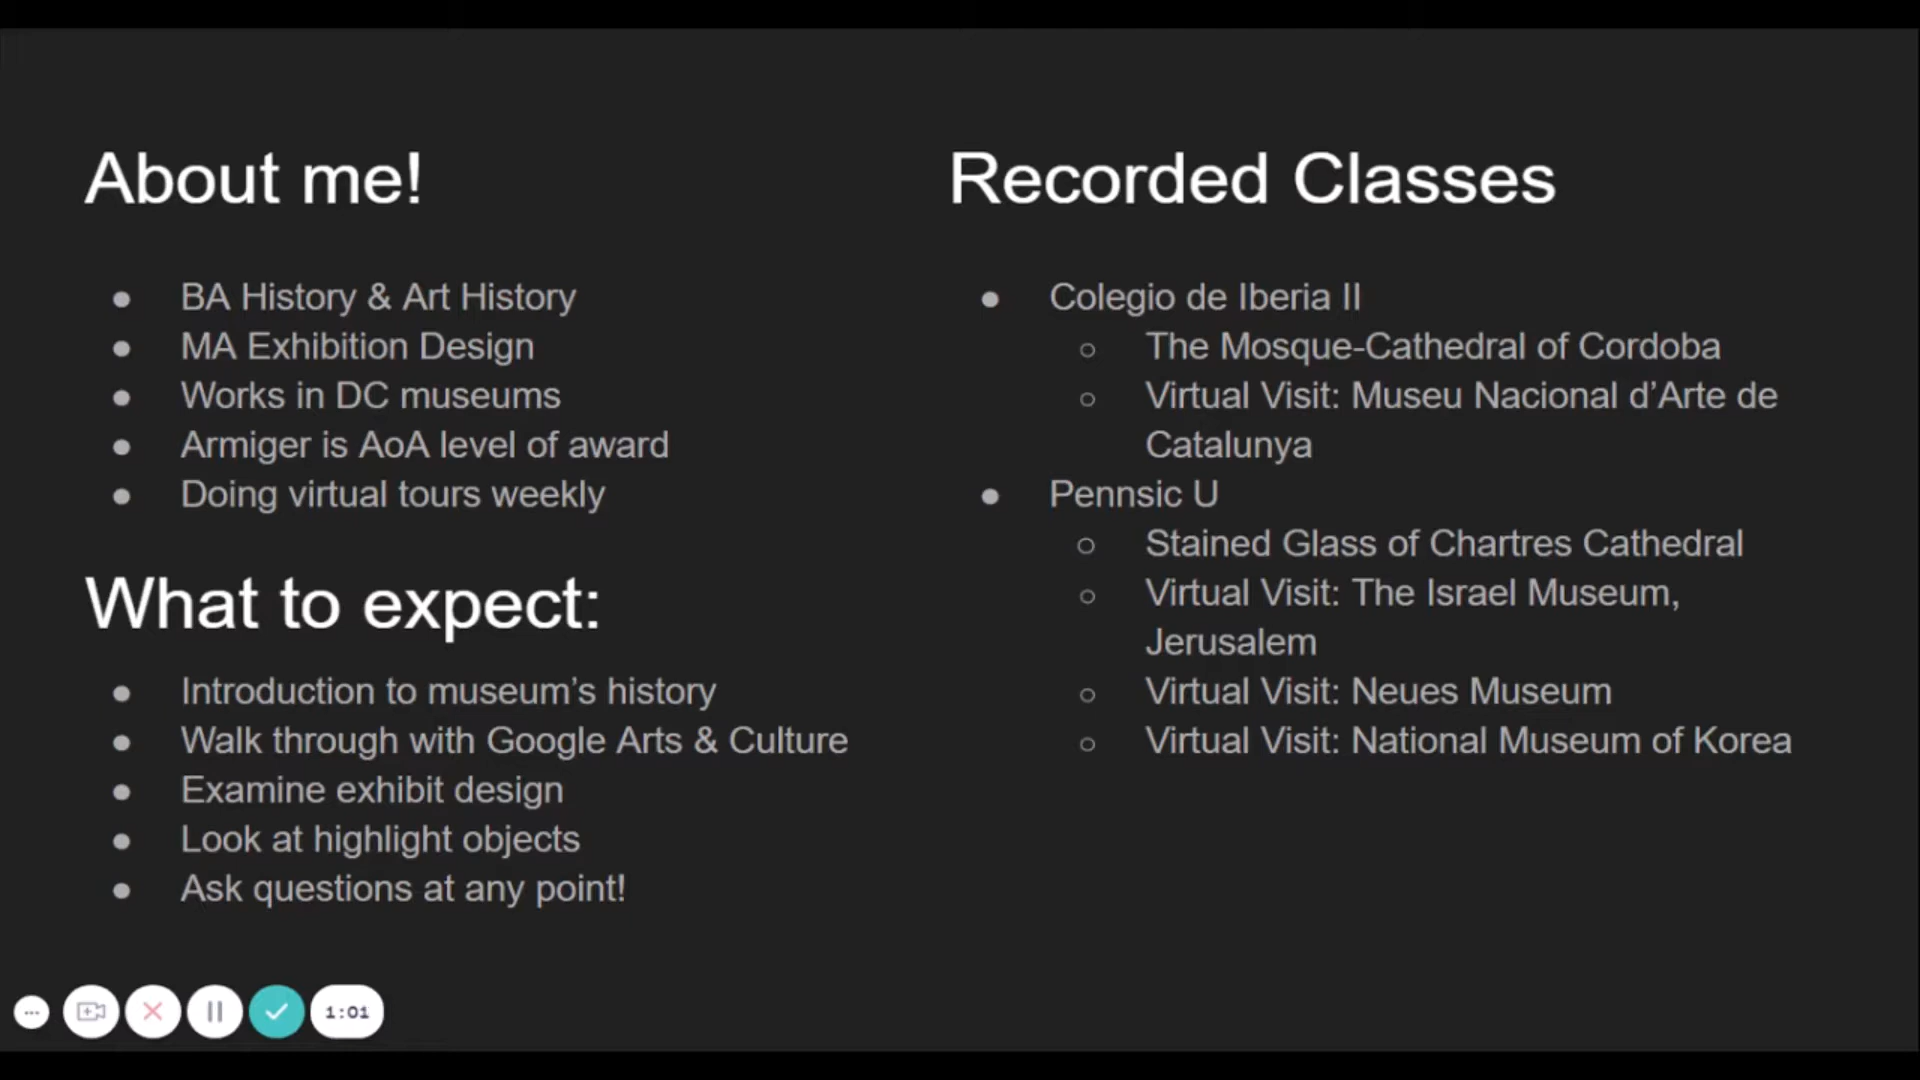 About me!
BA History & Art History
MA Exhibition Design
Works in DC museums
Armiger is AoA level of award
Doing virtual tours weekly
What to expect:
Introduction to museum’s history
Walk through with Google Arts & Culture
Examine exhibit design
Look at highlight objects
Ask questions at any point!
Recorded Classes
Colegio de Iberia II
The Mosque-Cathedral of Cordoba
Virtual Visit: Museu Nacional d’Arte de
Catalunya
Pennsic U
Stained Glass of Chartres Cathedral
Virtual Visit: The Israel Museum,
Jerusalem
Virtual Visit: Neues Museum
Virtual Visit: National Museum of Korea
1:01